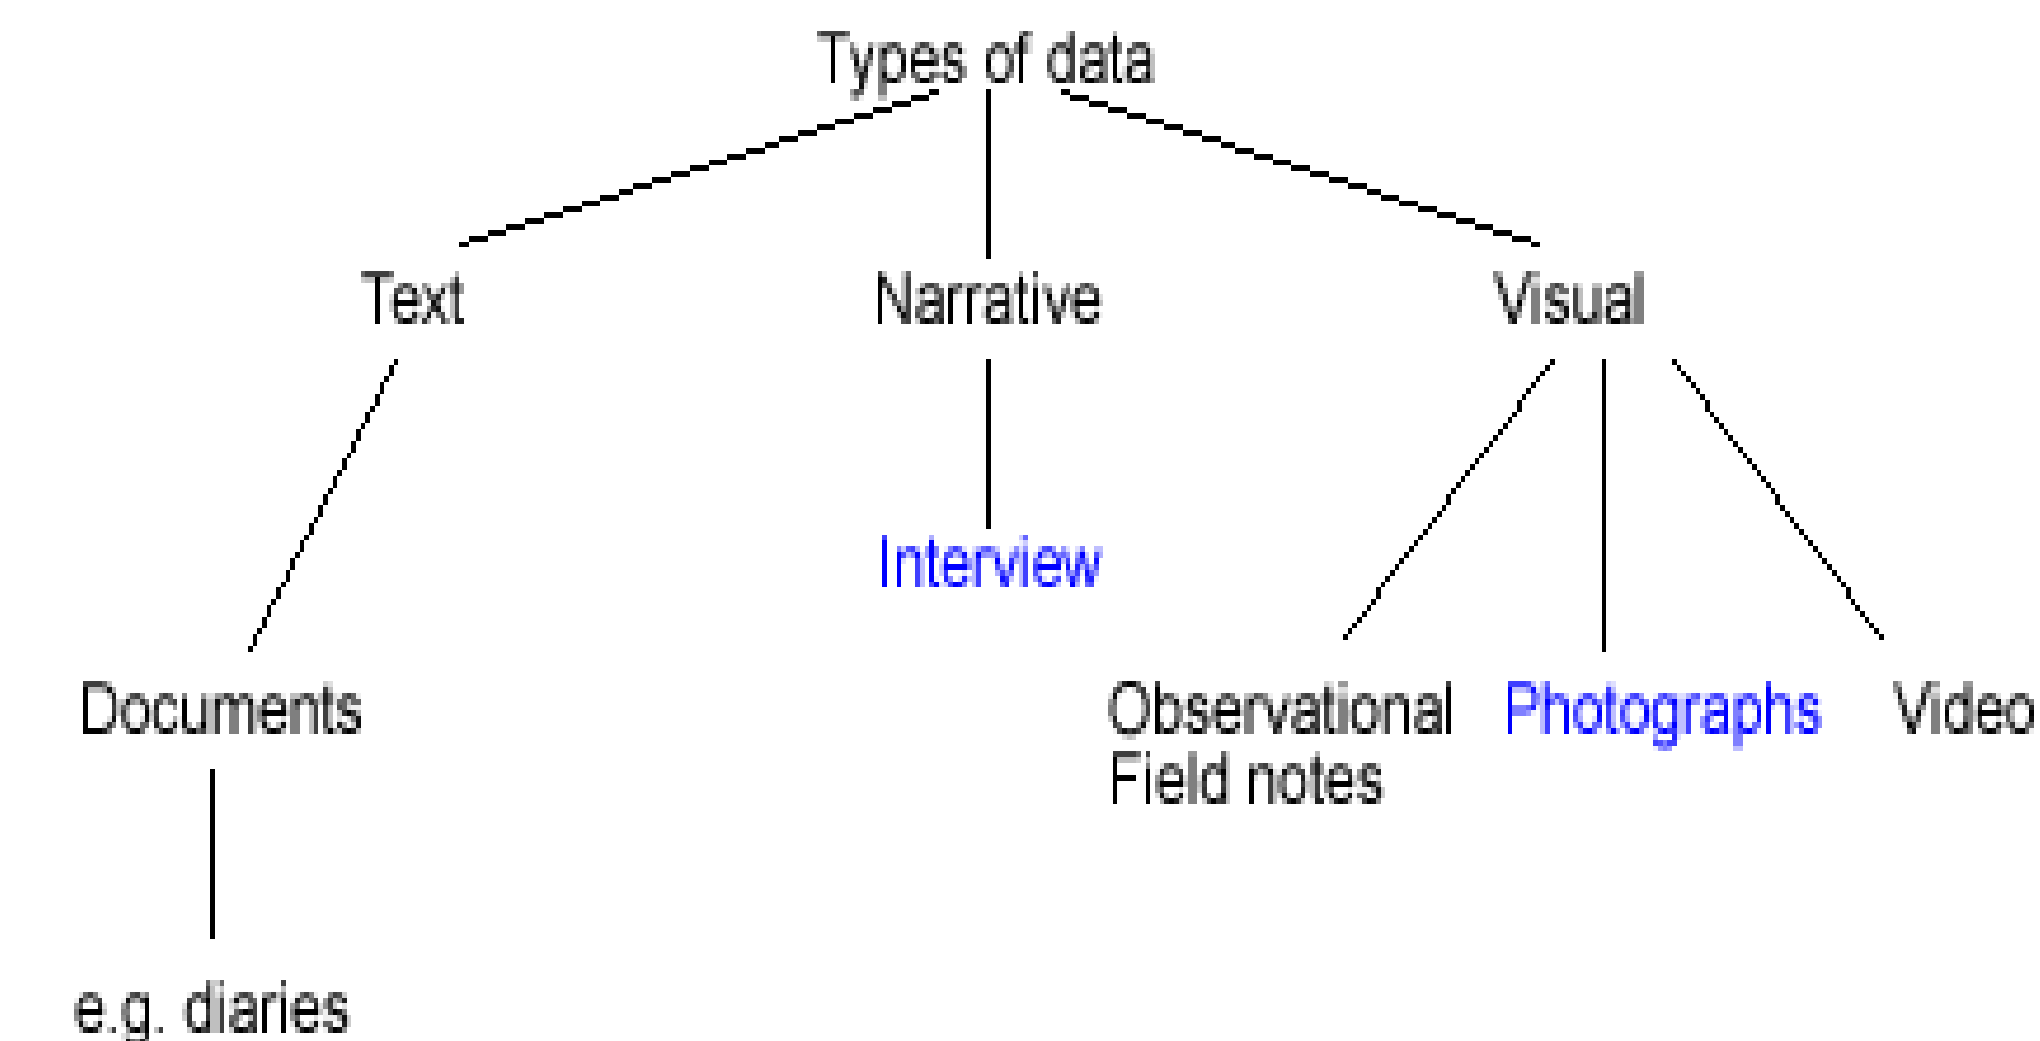 Types of data
Text
Narrative
Visual
Interview
Documents
Observational
Field notes
Photographs
Video
e.g. diaries